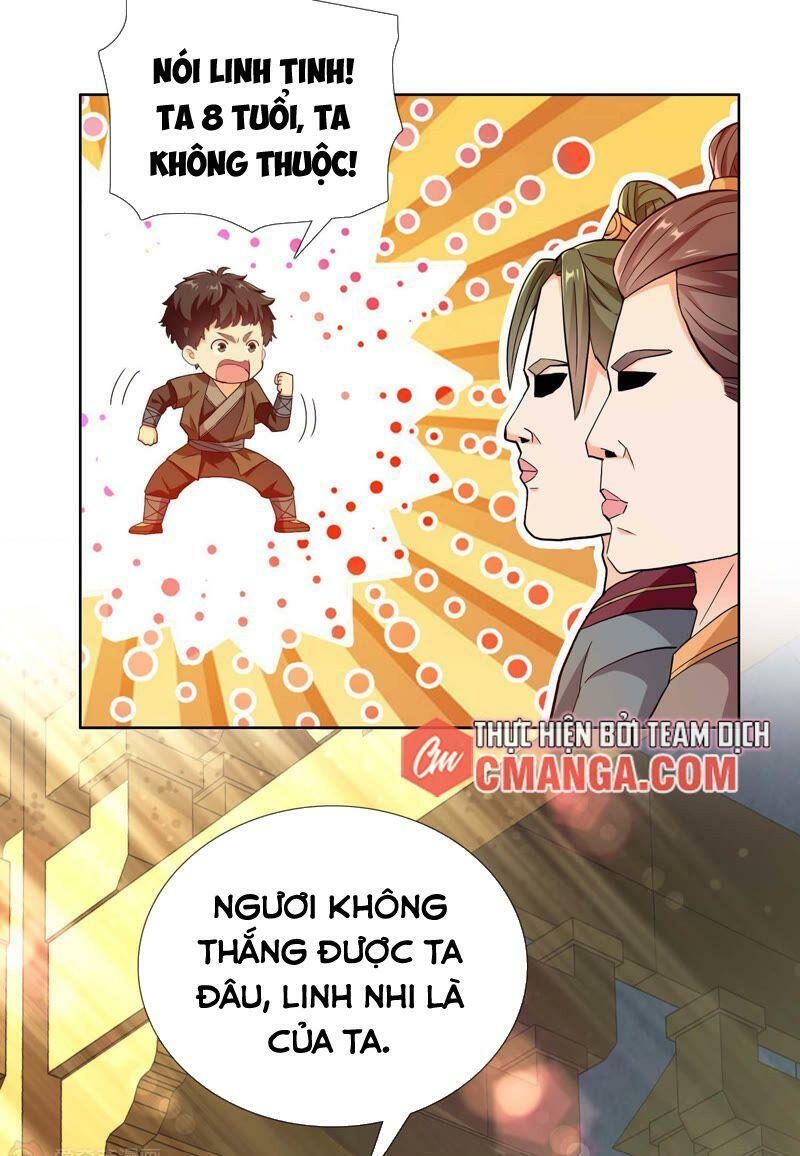 NÓI LINH TINH!
TA 8 TUỔI, TA
KHÔNG THUỘC!
THỰC HIỆN BỞI TEAM DỊCH
CMANGA.COM
NGƯƠI KHÔNG
THẮNG ĐƯỢC TA
ĐÂU, LINH NHI LÀ
CỦA TA.